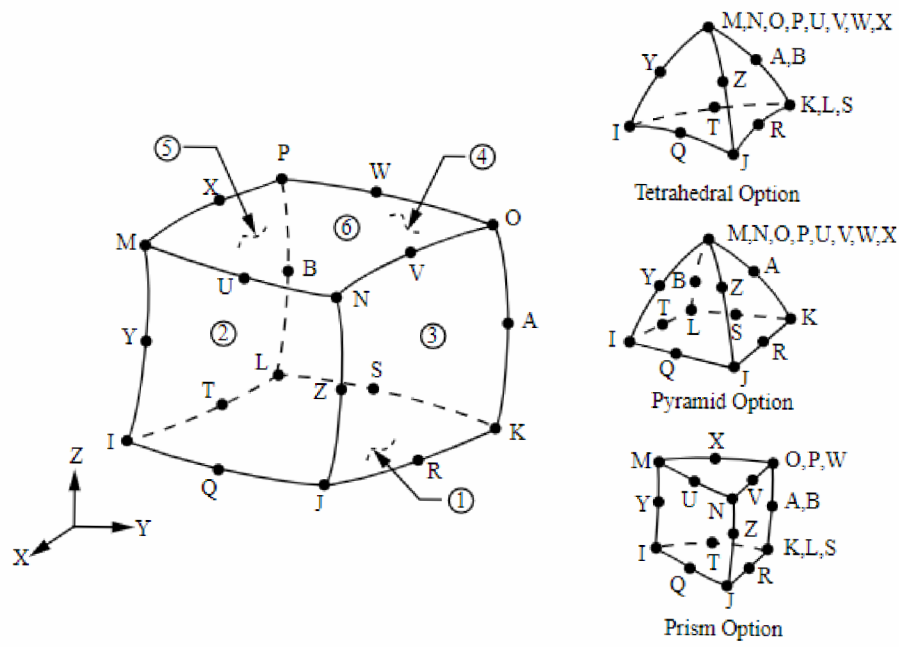 M,N,O,P,U,V,W,X
Y
A,B
Z
K,L,S
I
T
R
Q
J
Tetrahedral Option
5
P
4
X
W
6
O
M
B
V
U
N
Y
2
3
A
L
S
T
Z
I
K
R
Q
J
1
Z
Y
X
M,N,O,P,U,V,W,X
Y
A
B
Z
T
L
S
K
I
Q
R
J
Pyramid Option
X
M
O,P,W
U
V
Y
N
A,B
Z
I
T
K,L,S
Q
R
J
Prism Option